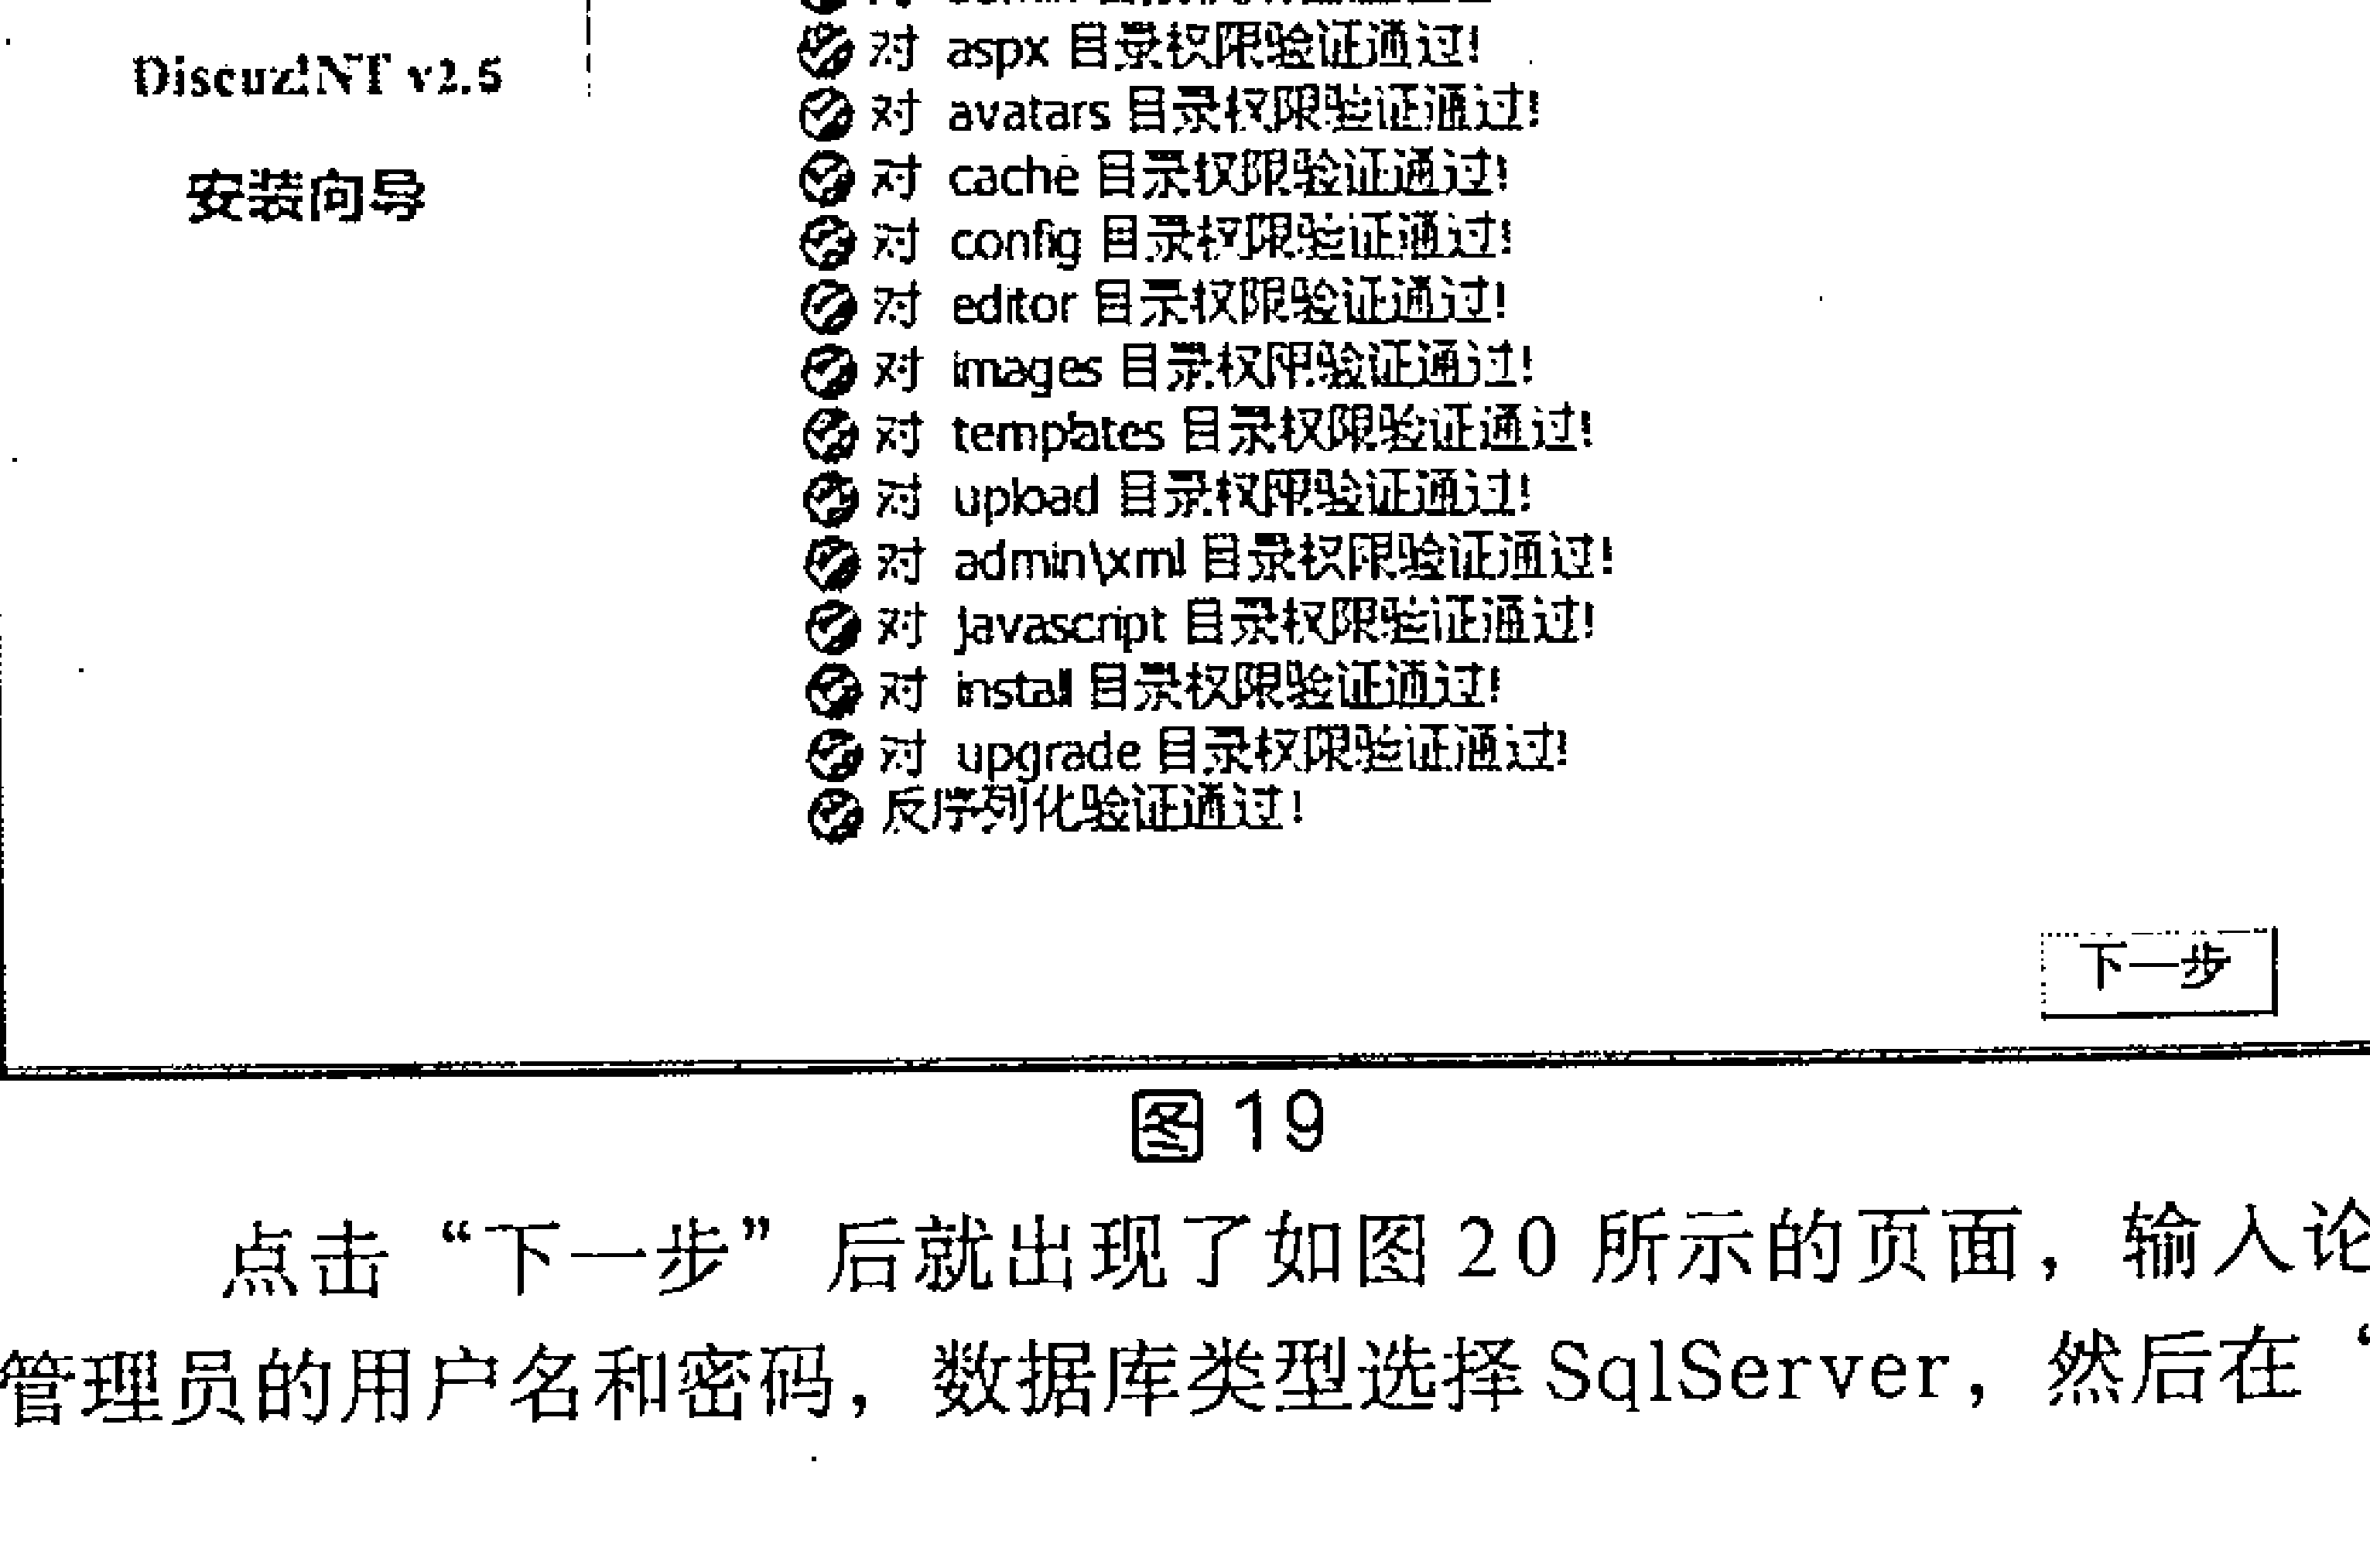 Discuz!NT v2.5
安装向导
对 aspx 目录权限验证通过!
对 avatars 目录权限验证通过!
对 cache 目录权限验证通过!
对 config 目录权限验证通过!
对 editor 目录权限验证通过!
对 images 目录权限验证通过!
对 templates 目录权限验证通过!
对 upload 目录权限验证通过!
对 admin\xml 目录权限验证通过!
对 javascript 目录权限验证通过!
对 install 目录权限验证通过!
对 upgrade 目录权限验证通过!
反序列化验证通过!
下一步
图 19
点击“下一步”后就出现了如图 20 所示的页面，输入论
管理员的用户名和密码，数据库类型选择 SqlServer，然后在“